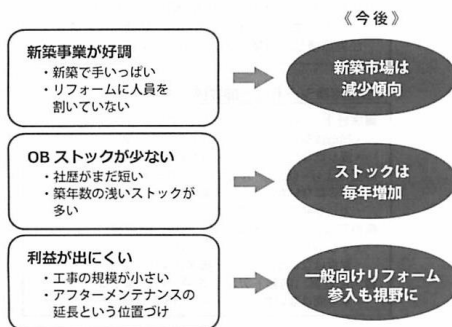 《今後》
新築事業が好調
・新築で手いっぱい
・リフォームに人員を
割いていない
新築市場は
減少傾向
OBストックが少ない
・社歴がまだ短い
・築年数の浅いストックが
多い
ストックは
毎年増加
利益が出にくい
・工事の規模が小さい
・アフターメンテナンスの
延長という位置づけ
一般向けリフォーム
参入も視野に